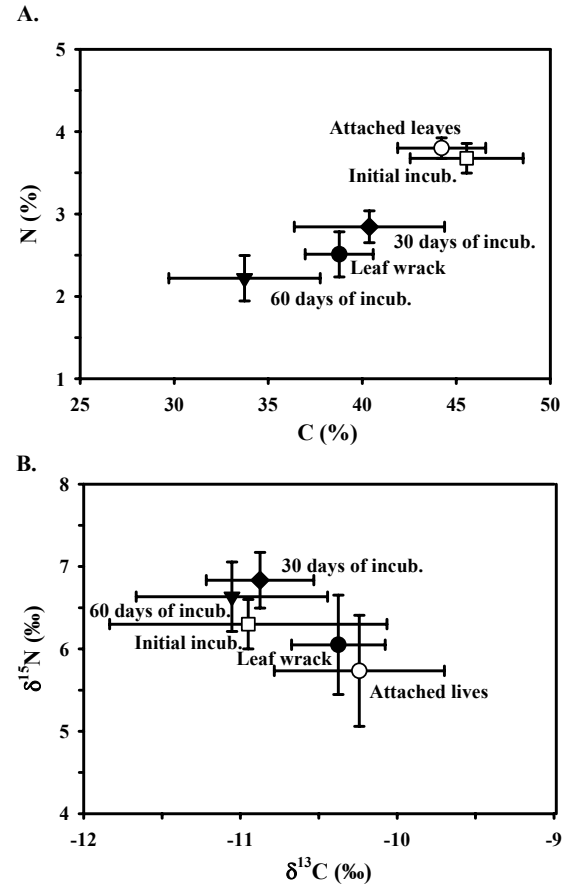 A.
5
4
3
2
1
N (%)
Attached leaves
Initial incub.
30 days of incub.
Leaf wrack
60 days of incub.
25 30 35 40 45 50
C (%)
B.
8
7
6
5
4
δ¹⁵N (‰)
30 days of incub.
60 days of incub.
Initial incub.
Leaf wrack
Attached lives
-12 -11 -10 -9
δ¹³C (‰)